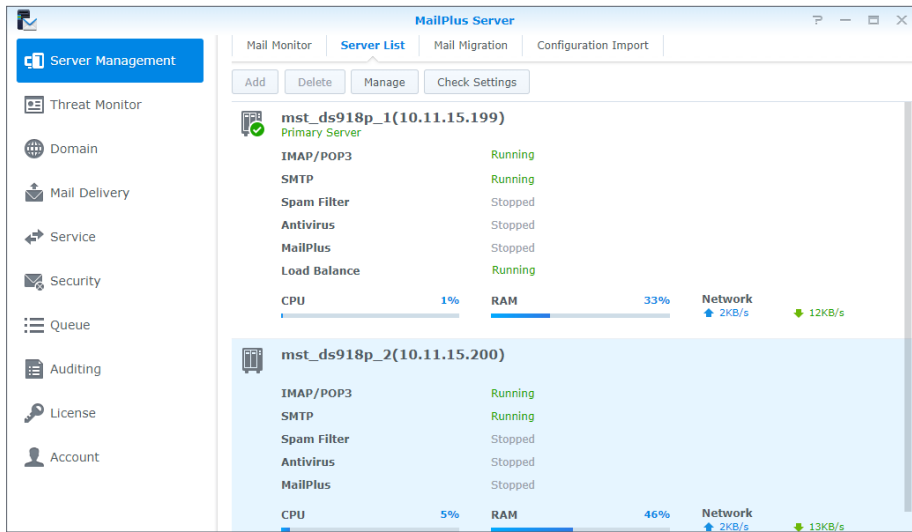 MailPlus Server
Server Management
Threat Monitor
Domain
Mail Delivery
Service
Security
Queue
Auditing
License
Account
Mail Monitor Server List Mail Migration Configuration Import
Add Delete Manage Check Settings
mst_ds918p_1(10.11.15.199)
Primary Server
IMAP/POP3 Running
SMTP Running
Spam Filter Stopped
Antivirus Stopped
MailPlus Stopped
Load Balance Running
CPU 1% RAM 33% Network
2KB/s 12KB/s
mst_ds918p_2(10.11.15.200)
IMAP/POP3 Running
SMTP Running
Spam Filter Stopped
Antivirus Stopped
MailPlus Stopped
CPU 5% RAM 46% Network
2KB/s 13KB/s